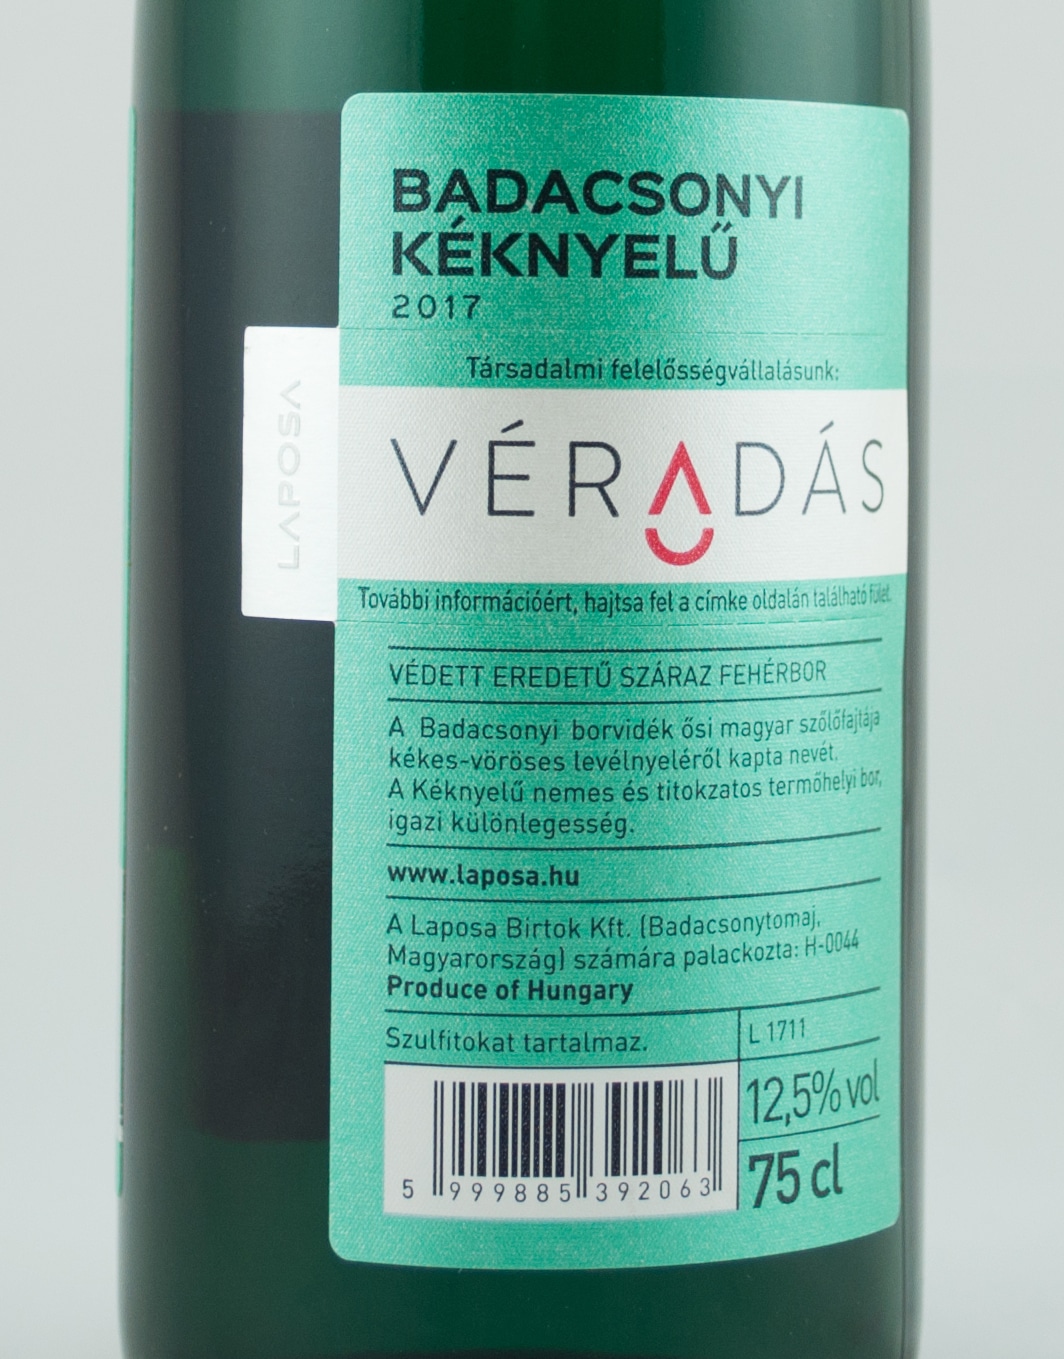 BADACSONYI
KÉKNYELŰ
2017
LAPOSA
Társadalmi felelősségvállalásunk:
VÉRADÁS
További információért, hajtsa fel a címke oldalán található fület.
VÉDETT EREDETŰ SZÁRAZ FEHÉRBOR
A Badacsonyi borvidék ősi magyar szőlőfajtája
kékes-vöröses levélnyeléről kapta nevét.
A Kéknyelű nemes és titokzatos termőhelyi bor,
igazi különlegesség.
www.laposa.hu
A Laposa Birtok Kft. (Badacsonytomaj,
Magyarország) számára palackozta: H-0044
Produce of Hungary
Szulfitokat tartalmaz.
L 1711
12,5% vol
75 cl
5 999885 392063